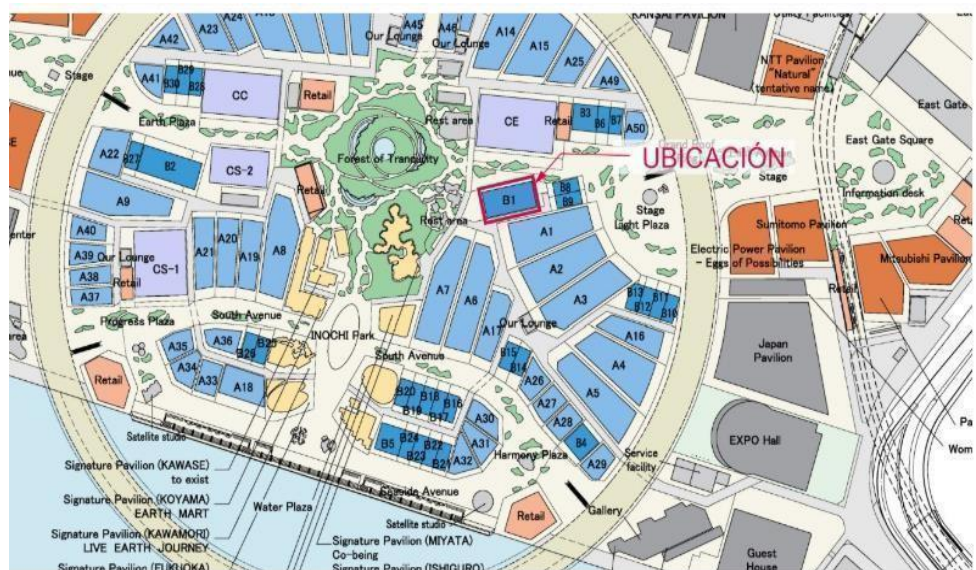 A42
A23
A24
A45
A46
Our Lounge
Our Lounge
A14
A15
A25
A49
KANSAI PAVILION
Utility Facilities
NTT Pavilion
"Natural"
(tentative name)
Stage
A41
B30
B29
B28
CC
Retail
Rest area
CE
Retail
B3
B6
B7
A50
East Gate
Earth Plaza
Forest of Tranquility
UBICACIÓN
Stage
East Gate Square
Information desk
A22
B27
B2
CS-2
Retail
Rest area
B1
B8
B9
Stage
Light Plaza
A9
A1
Sumitomo Pavilion
Electric Power Pavilion
- Eggs of Possibilities
Mitsubishi Pavilion
Retail
A40
A39
Our Lounge
A38
A37
Retail
CS-1
A21
A20
A19
A8
A7
A6
A17
A2
A3
B13
B12
B11
B10
A16
Our Lounge
Progress Plaza
South Avenue
INOCHI Park
South Avenue
Japan
Pavilion
A35
A36
B26
B25
A34
A33
A18
Retail
B15
B14
A26
A27
A28
A4
A5
B4
A29
B20
B18
B16
B19
B17
B5
B24
B22
B23
B21
A30
A31
A32
Harmony Plaza
EXPO Hall
Satellite studio
Service
facility
Signature Pavilion (KAWASE)
to exist
Signature Pavilion (KOYAMA)
EARTH MART
Water Plaza
Seaside Avenue
Gallery
Retail
Satellite studio
Signature Pavilion (KAWAMORI)
LIVE EARTH JOURNEY
Signature Pavilion (MIYATA)
Co-being
Signature Pavilion (FUKUOKA)
Signature Pavilion (ISHIGURO)
Guest
House